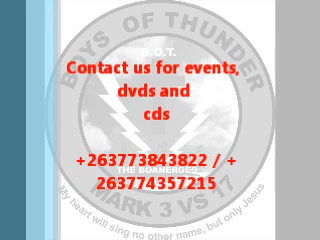 BOYS OF THUNDER
B.O.T.
Contact us for events,
dvds and
cds
+263773843822 / +
263774357215
THE BOANERGES
MARK 3 VS 17
My heart will sing no other name, but only Jesus